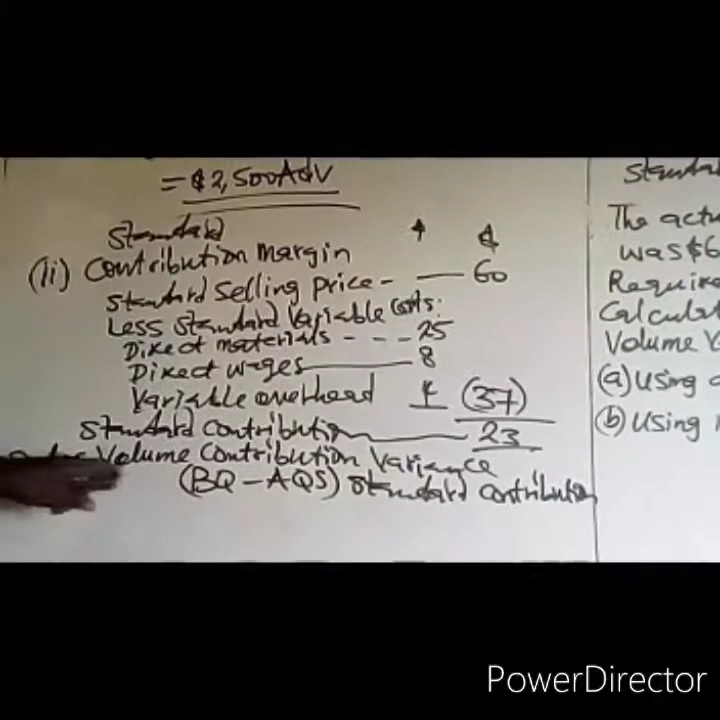 = $2,500Adv
Standard
$ $
(ii) Contribution margin
Standard selling price - 60
Less Standard Variable costs:
Direct materials - - - 25
Direct wages 8
Variable overhead 4 (37)
Standard contribution 23
Volume Contribution Variance
(BQ - AQS) Standard contribution
The actu
was $6
Require
Calculat
Volume V
(a) Using
(b) Using
PowerDirector